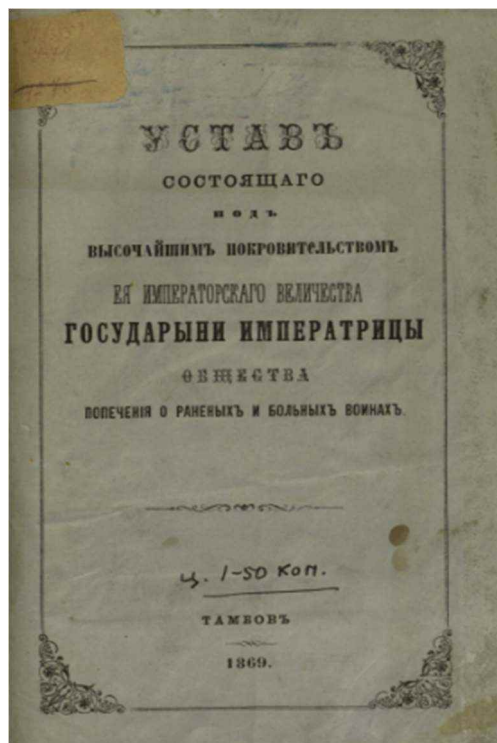 УСТАВЪ
СОСТОЯЩАГО
ПОДЪ
ВЫСОЧАЙШИМЪ ПОКРОВИТЕЛЬСТВОМЪ
ЕЯ ИМПЕРАТОРСКАГО ВЕЛИЧЕСТВА
ГОСУДАРЫНИ ИМПЕРАТРИЦЫ
ОБЩЕСТВА
ПОПЕЧЕНІЯ О РАНЕНЫХЪ И БОЛЬНЫХЪ ВОИНАХЪ.
ц. 1-50 коп.
ТАМБОВЪ
1869.